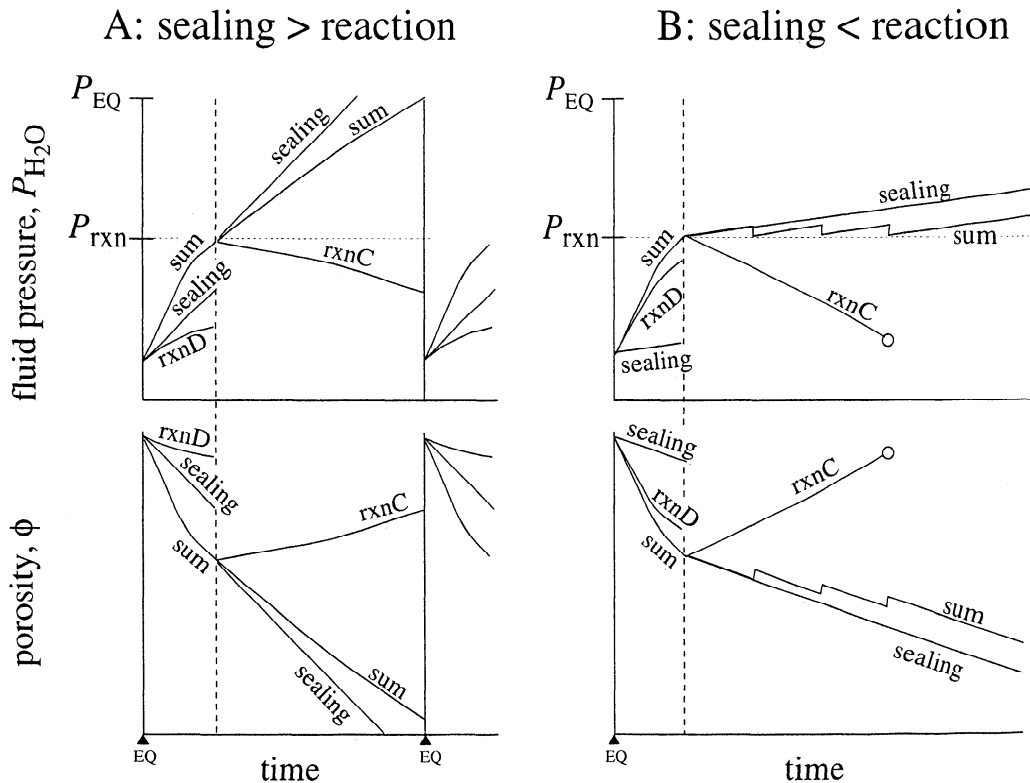 A: sealing > reaction
B: sealing < reaction
fluid pressure, P_H₂O
P_EQ
P_rxn
sealing
sum
sum
sealing
rxnD
rxnC
P_EQ
P_rxn
sum
rxnD
sealing
sealing
sum
rxnC
porosity, ϕ
rxnD
sealing
sum
rxnC
sum
sealing
sealing
rxnD
sum
rxnC
sum
sealing
EQ
time
EQ
EQ
time